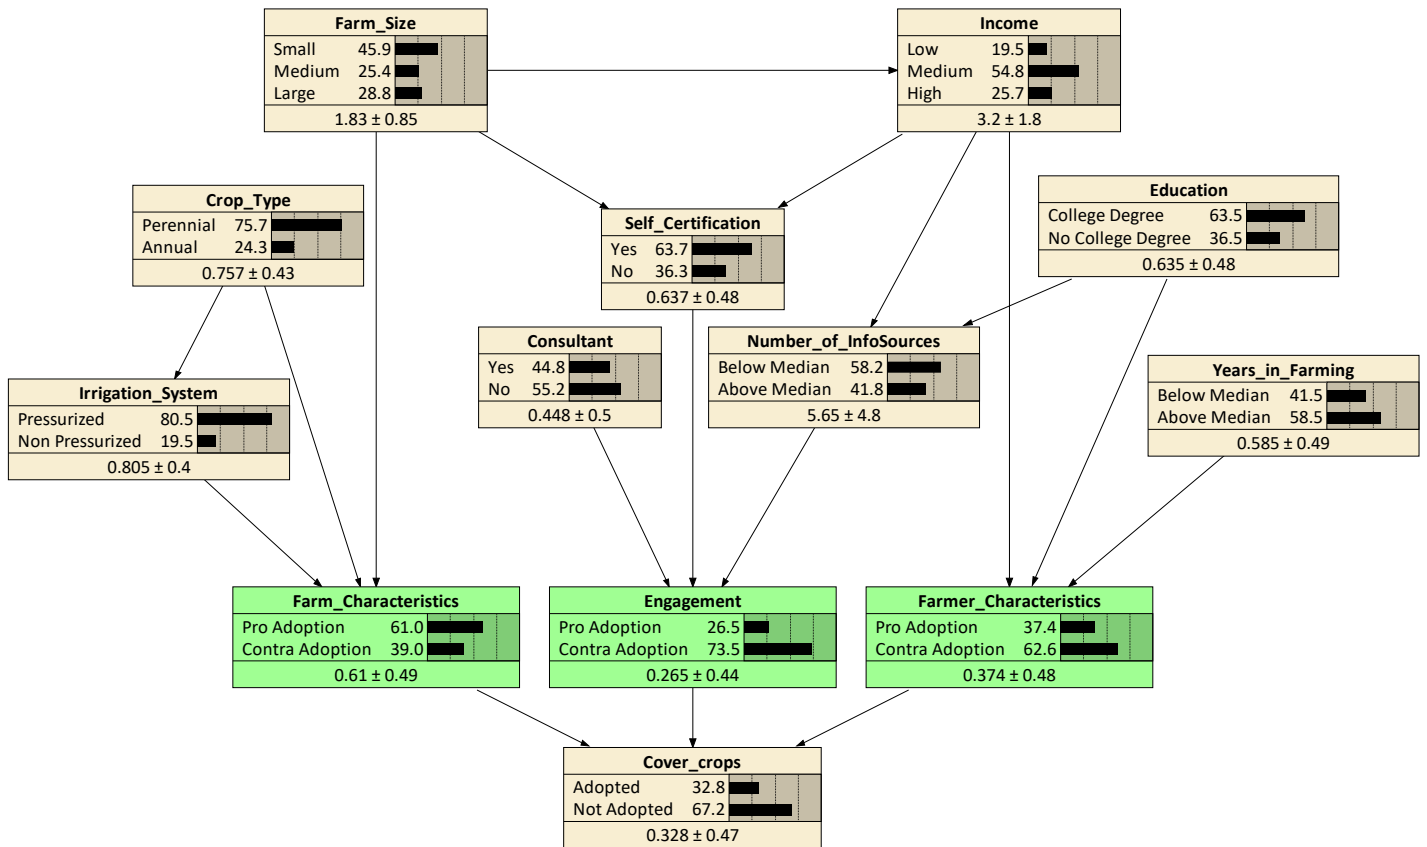 Farm_Size
Small 45.9
Medium 25.4
Large 28.8
1.83 ± 0.85
Income
Low 19.5
Medium 54.8
High 25.7
3.2 ± 1.8
Crop_Type
Perennial 75.7
Annual 24.3
0.757 ± 0.43
Self_Certification
Yes 63.7
No 36.3
0.637 ± 0.48
Education
College Degree 63.5
No College Degree 36.5
0.635 ± 0.48
Consultant
Yes 44.8
No 55.2
0.448 ± 0.5
Number_of_InfoSources
Below Median 58.2
Above Median 41.8
5.65 ± 4.8
Irrigation_System
Pressurized 80.5
Non Pressurized 19.5
0.805 ± 0.4
Years_in_Farming
Below Median 41.5
Above Median 58.5
0.585 ± 0.49
Farm_Characteristics
Pro Adoption 61.0
Contra Adoption 39.0
0.61 ± 0.49
Engagement
Pro Adoption 26.5
Contra Adoption 73.5
0.265 ± 0.44
Farmer_Characteristics
Pro Adoption 37.4
Contra Adoption 62.6
0.374 ± 0.48
Cover_crops
Adopted 32.8
Not Adopted 67.2
0.328 ± 0.47